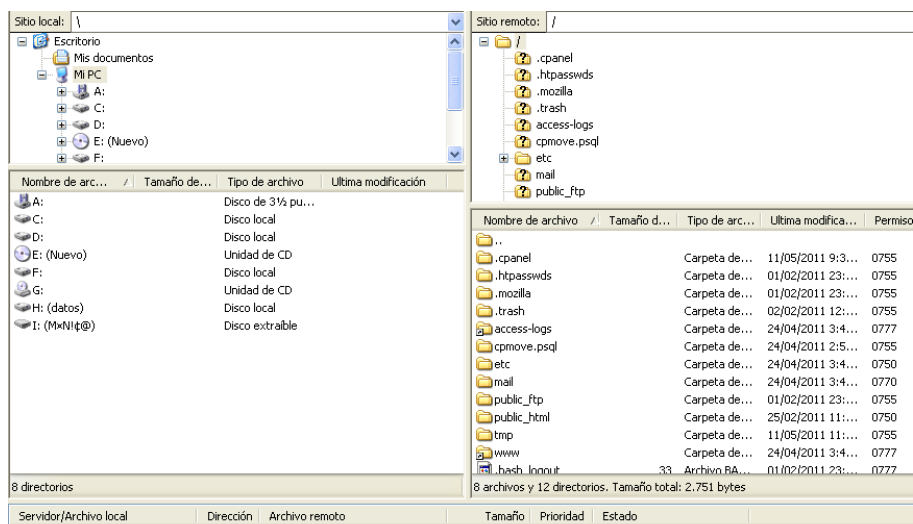 Sitio local: \
Escritorio
Mis documentos
Mi PC
A:
C:
D:
E: (Nuevo)
F:
Nombre de arc... Tamaño de... Tipo de archivo Ultima modificación
A: Disco de 3½ pu...
C: Disco local
D: Disco local
E: (Nuevo) Unidad de CD
F: Disco local
G: Unidad de CD
H: (datos) Disco local
I: (M×N!¢@) Disco extraíble
8 directorios
Sitio remoto: /
/
.cpanel
.htpasswds
.mozilla
.trash
access-logs
cpmove.psql
etc
mail
public_ftp
Nombre de archivo Tamaño d... Tipo de arc... Ultima modifica... Permiso
..
.cpanel Carpeta de... 11/05/2011 9:3... 0755
.htpasswds Carpeta de... 01/02/2011 23:... 0755
.mozilla Carpeta de... 01/02/2011 23:... 0755
.trash Carpeta de... 02/02/2011 12:... 0755
access-logs Carpeta de... 24/04/2011 3:4... 0777
cpmove.psql Carpeta de... 24/04/2011 2:5... 0755
etc Carpeta de... 24/04/2011 3:4... 0750
mail Carpeta de... 24/04/2011 3:4... 0770
public_ftp Carpeta de... 01/02/2011 23:... 0755
public_html Carpeta de... 25/02/2011 11:... 0750
tmp Carpeta de... 11/05/2011 11:... 0755
www Carpeta de... 24/04/2011 3:4... 0777
.bash_logout 33 Archivo BA... 01/02/2011 23:... 0777
8 archivos y 12 directorios. Tamaño total: 2.751 bytes
Servidor/Archivo local Dirección Archivo remoto Tamaño Prioridad Estado